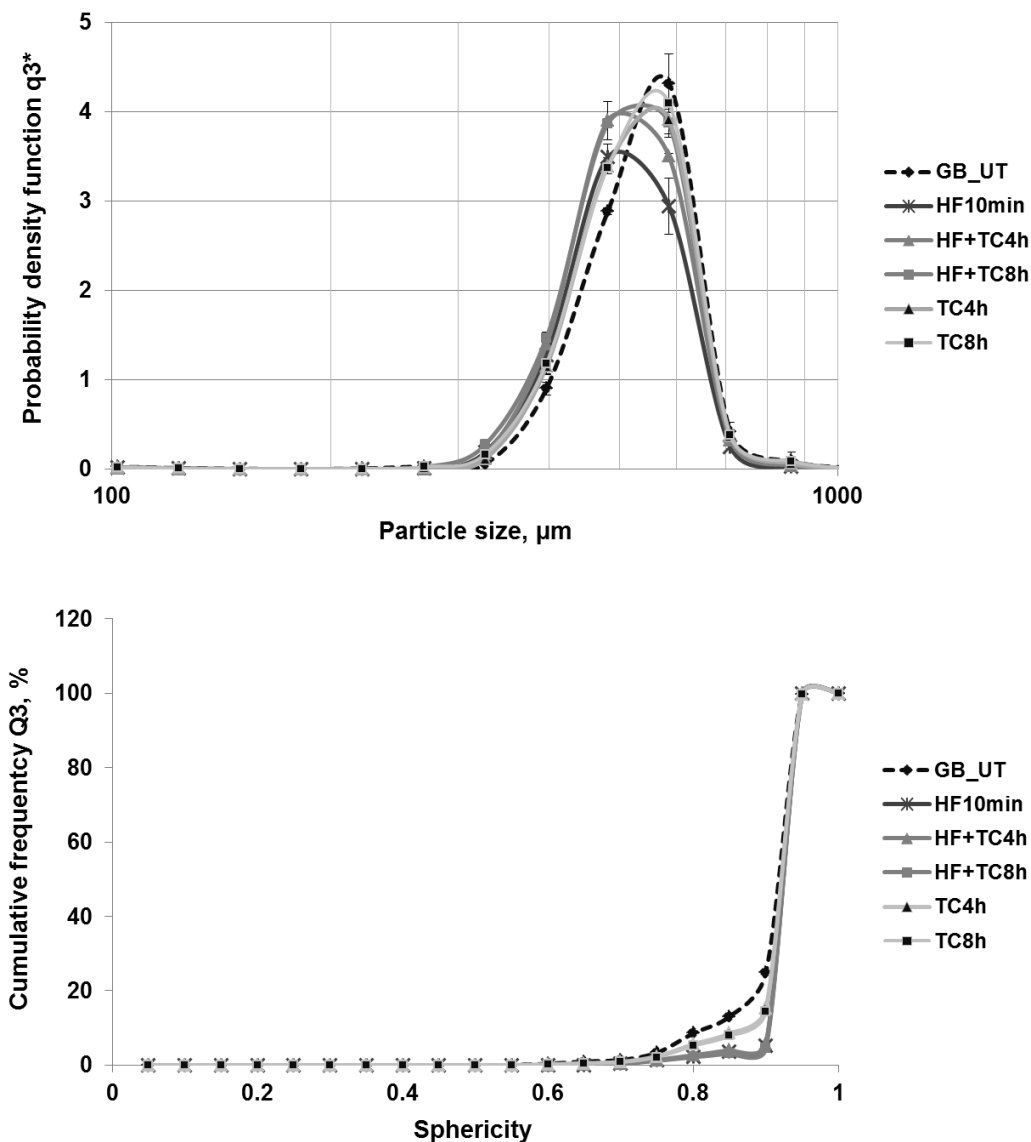 Probability density function q3*
5
4
3
2
1
0
100
1000
Particle size, µm
GB_UT
HF10min
HF+TC4h
HF+TC8h
TC4h
TC8h
Cumulative frequentcy Q3, %
120
100
80
60
40
20
0
0
0.2
0.4
0.6
0.8
1
Sphericity
GB_UT
HF10min
HF+TC4h
HF+TC8h
TC4h
TC8h